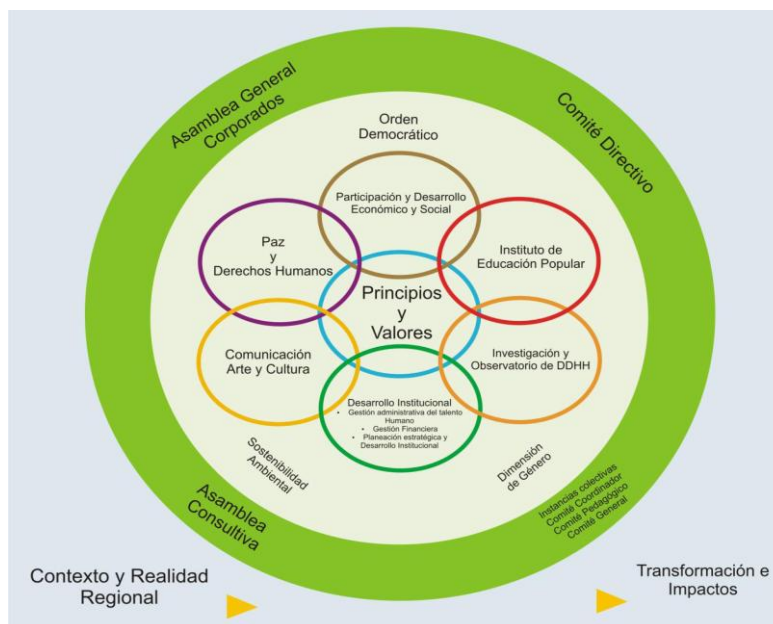 Asamblea General
Corporados
Comité Directivo
Orden
Democrático
Participación y Desarrollo
Económico y Social
Paz
y
Derechos Humanos
Instituto de
Educación Popular
Principios
y
Valores
Comunicación
Arte y Cultura
Investigación y
Observatorio de DDHH
Desarrollo Institucional
• Gestión administrativa del talento
Humano
• Gestión Financiera
• Planeación estratégica y
Desarrollo Institucional
Sostenibilidad
Ambiental
Dimensión
de Género
Asamblea
Consultiva
Instancias colectivas
Comité Coordinador
Comité Pedagógico
Comité General
Contexto y Realidad
Regional
Transformación e
Impactos